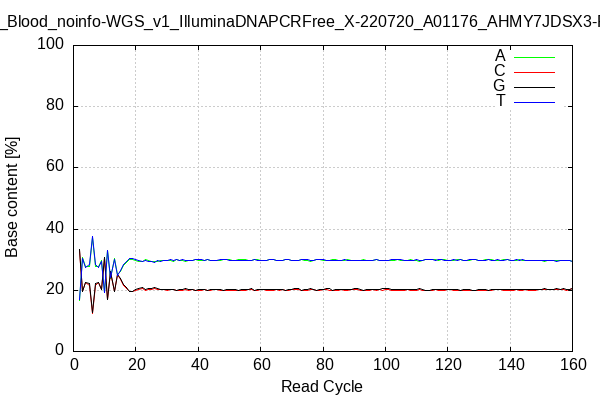 _Blood_noinfo-WGS_v1_IlluminaDNAPCRFree_X-220720_A01176_AHMY7JDSX3-
100
80
60
40
20
0
0 20 40 60 80 100 120 140 160
Base content [%]
Read Cycle
A
C
G
T